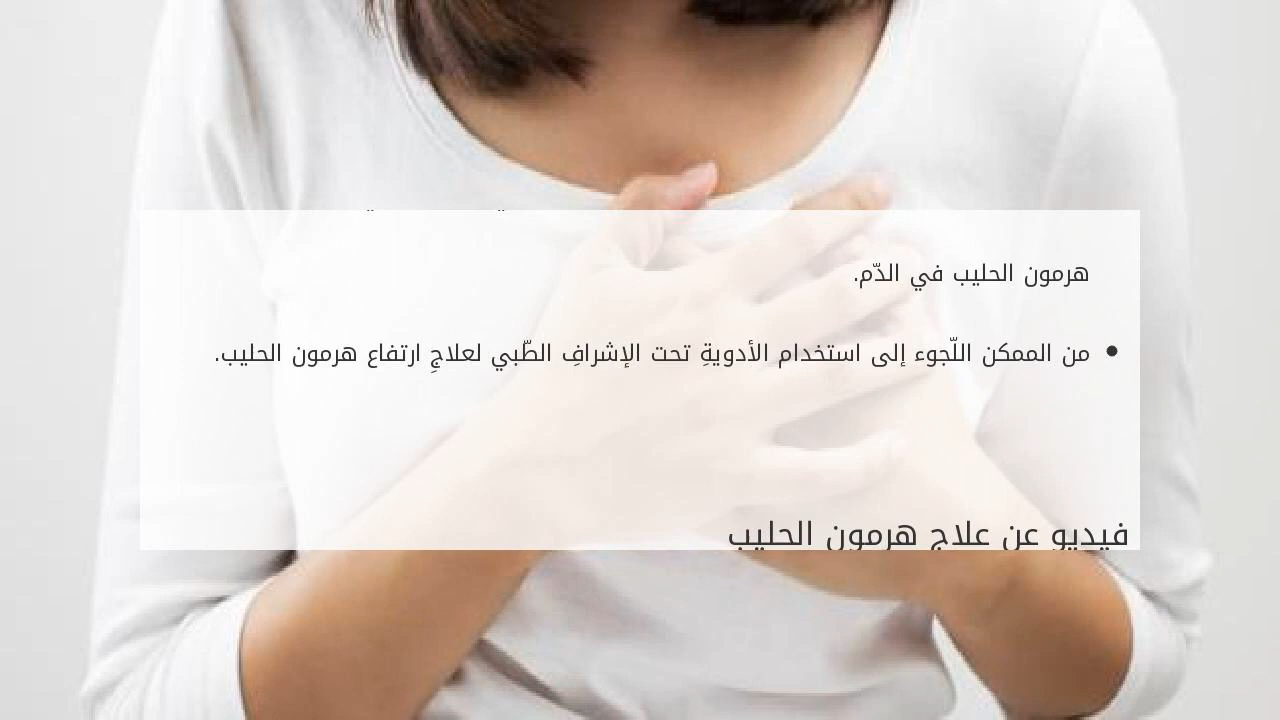 هرمون الحليب في الدّم.
من الممكن اللّجوء إلى استخدام الأدويةِ تحت الإشرافِ الطّبي لعلاجِ ارتفاع هرمون الحليب.
فيديو عن علاج هرمون الحليب